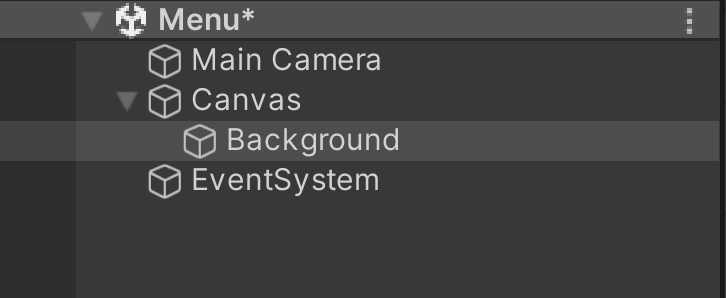 Menu*
Main Camera
Canvas
Background
EventSystem